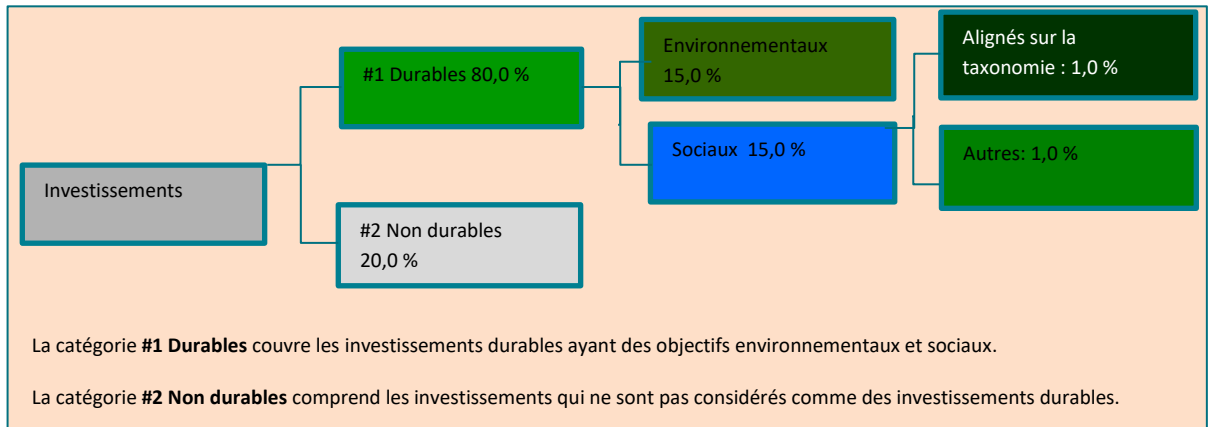 Investissements
#1 Durables 80,0 %
#2 Non durables
20,0 %
Environnementaux
15,0 %
Sociaux 15,0 %
Alignés sur la
taxonomie : 1,0 %
Autres: 1,0 %
La catégorie #1 Durables couvre les investissements durables ayant des objectifs environnementaux et sociaux.
La catégorie #2 Non durables comprend les investissements qui ne sont pas considérés comme des investissements durables.